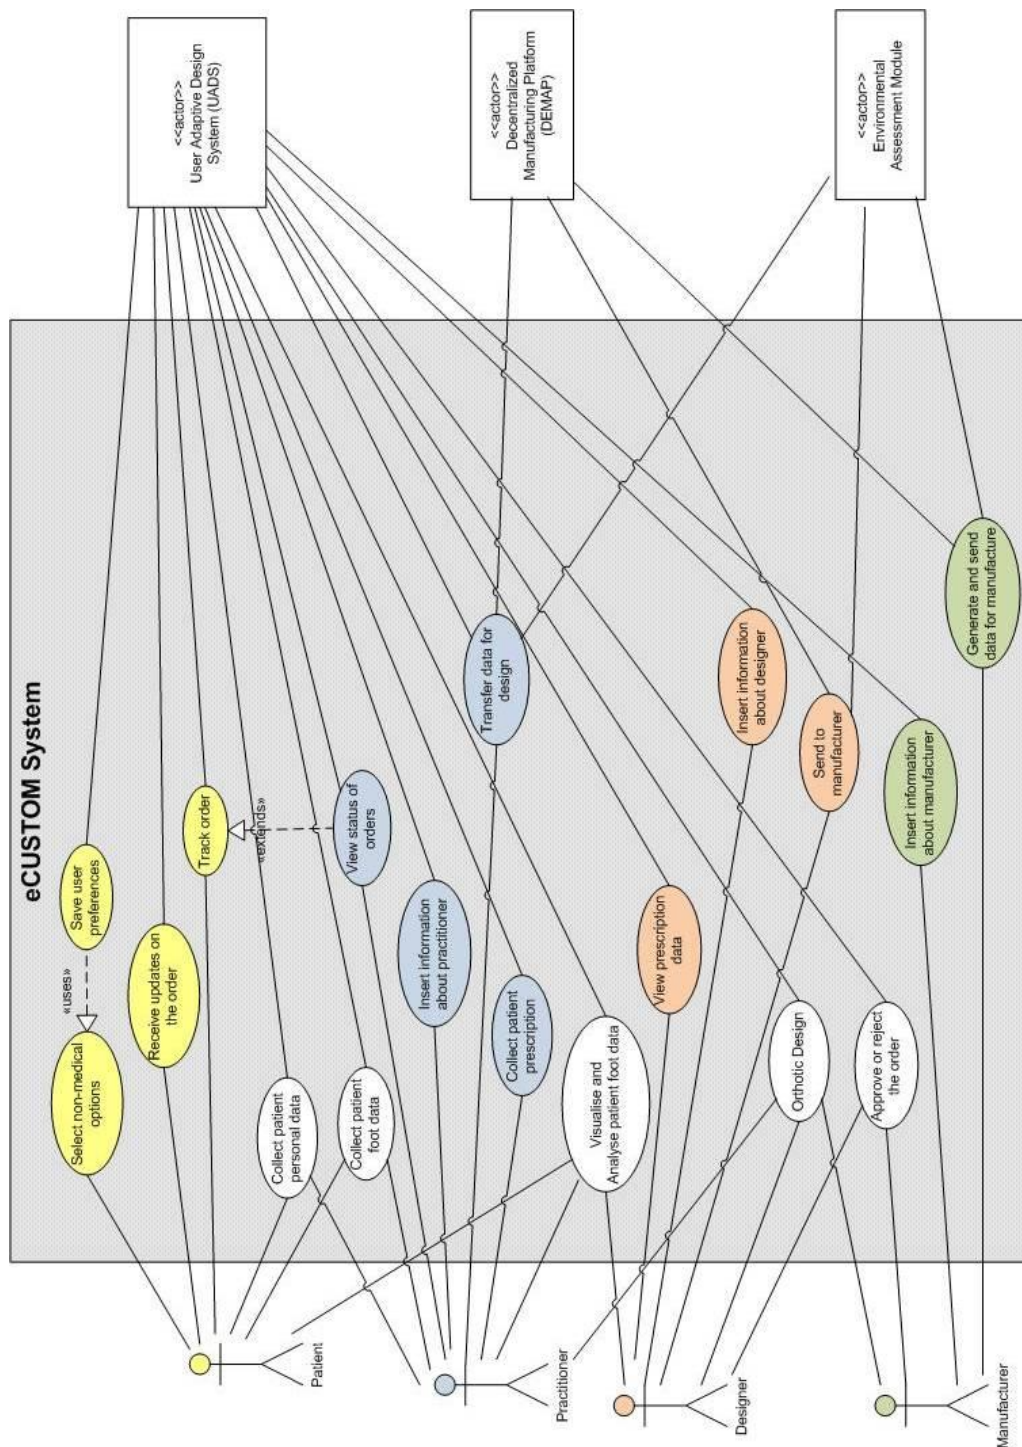 eCUSTOM System
<<actor>>
User Adaptive Design
System (UADS)
<<actor>>
Decentralized
Manufacturing Platform
(DEMAP)
<<actor>>
Environmental
Assessment Module
Save user
preferences
«uses»
Select non-medical
options
Receive updates on
the order
Track order
«extends»
View status of
orders
Collect patient
personal data
Collect patient
foot data
Insert information
about practitioner
Transfer data for
design
Collect patient
prescription
Visualise and
Analyse patient foot data
View prescription
data
Insert information
about designer
Send to
manufacturer
Orthotic Design
Approve or reject
the order
Insert information
about manufacturer
Generate and send
data for manufacture
Patient
Practitioner
Designer
Manufacturer